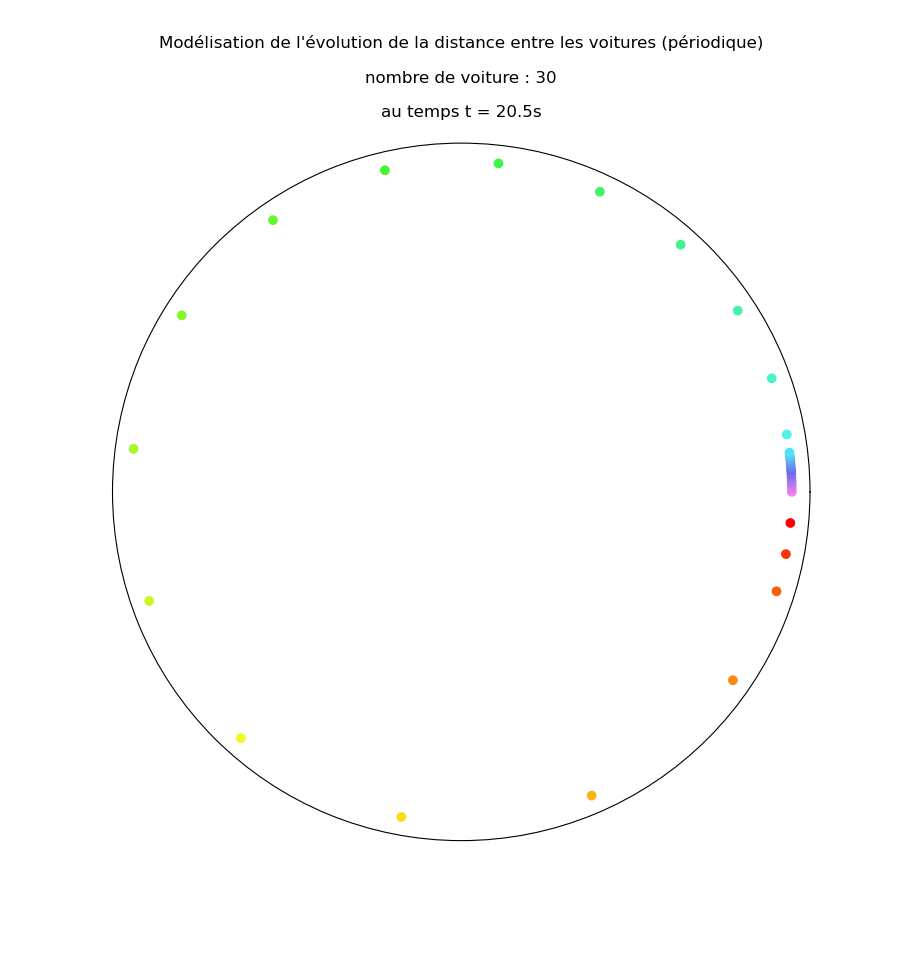 Modélisation de l'évolution de la distance entre les voitures (périodique)
nombre de voiture : 30
au temps t = 20.5s